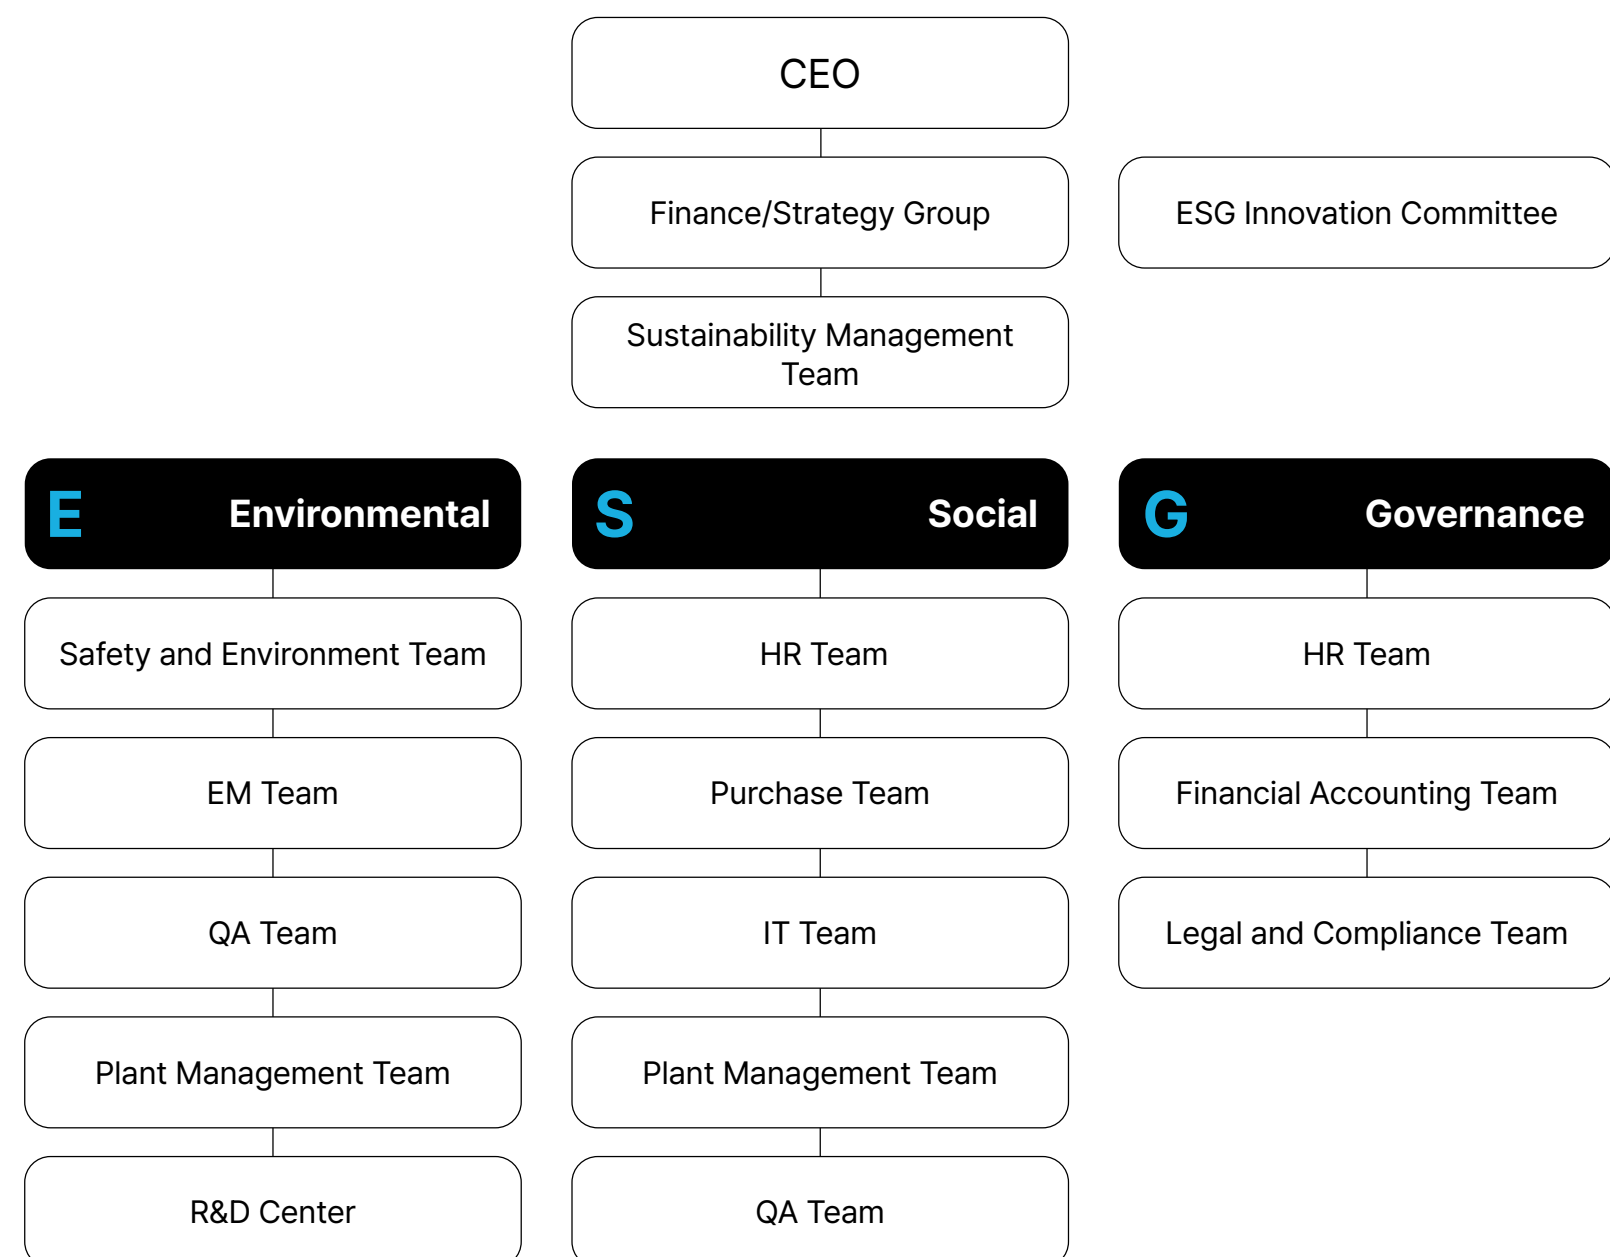 CEO
Finance/Strategy Group
ESG Innovation Committee
Sustainability Management
Team
E Environmental
Safety and Environment Team
EM Team
QA Team
Plant Management Team
R&D Center
S Social
HR Team
Purchase Team
IT Team
Plant Management Team
QA Team
G Governance
HR Team
Financial Accounting Team
Legal and Compliance Team